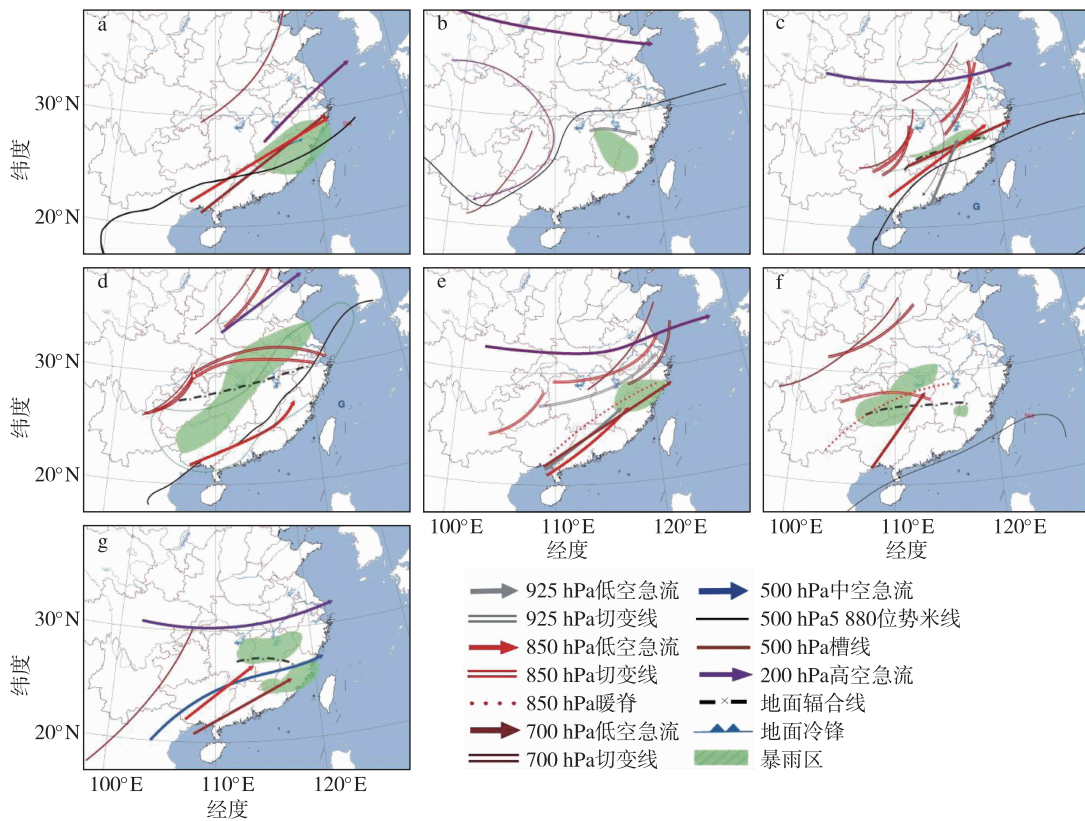 a
b
c
30°N
纬度
20°N
G
d
e
f
30°N
纬度
20°N
G
100°E
110°E
120°E
100°E
110°E
120°E
经度
经度
g
30°N
纬度
20°N
100°E
110°E
120°E
经度
925 hPa低空急流
500 hPa中空急流
925 hPa切变线
500 hPa5 880位势米线
850 hPa低空急流
500 hPa槽线
850 hPa切变线
200 hPa高空急流
850 hPa暖脊
地面辐合线
700 hPa低空急流
地面冷锋
700 hPa切变线
暴雨区